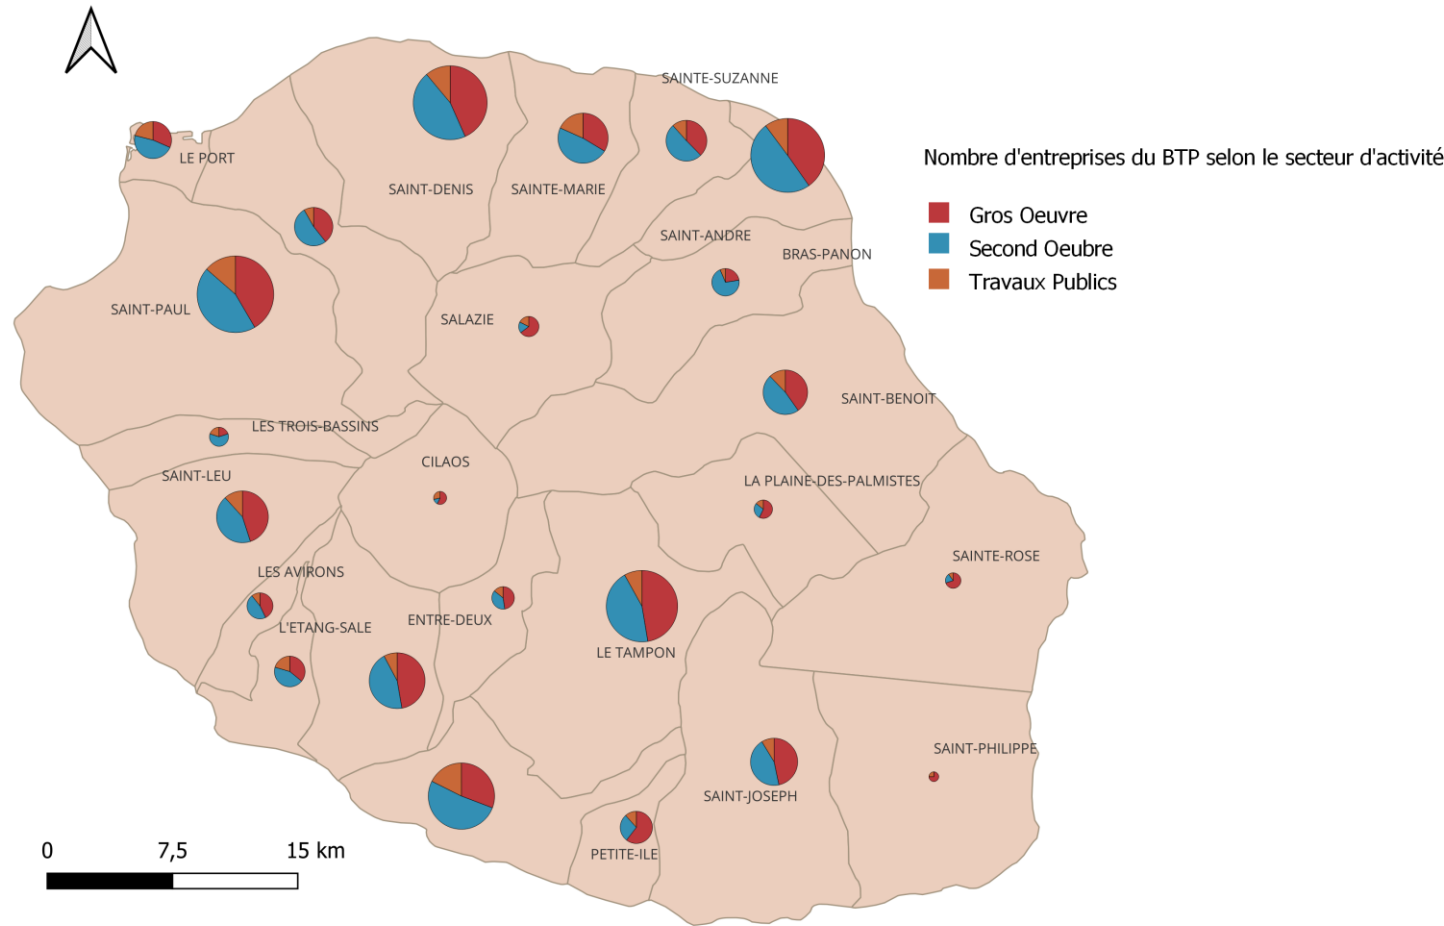 SAINTE-SUZANNE
LE PORT
SAINT-DENIS
SAINTE-MARIE
SAINT-ANDRE
BRAS-PANON
SAINT-PAUL
SALAZIE
SAINT-BENOIT
LES TROIS-BASSINS
CILAOS
SAINT-LEU
LA PLAINE-DES-PALMISTES
SAINTE-ROSE
LES AVIRONS
ENTRE-DEUX
L'ETANG-SALE
LE TAMPON
SAINT-PHILIPPE
SAINT-JOSEPH
PETITE-ILE
0 7,5 15 km
Nombre d'entreprises du BTP selon le secteur d'activité
Gros Oeuvre
Second Oeubre
Travaux Publics